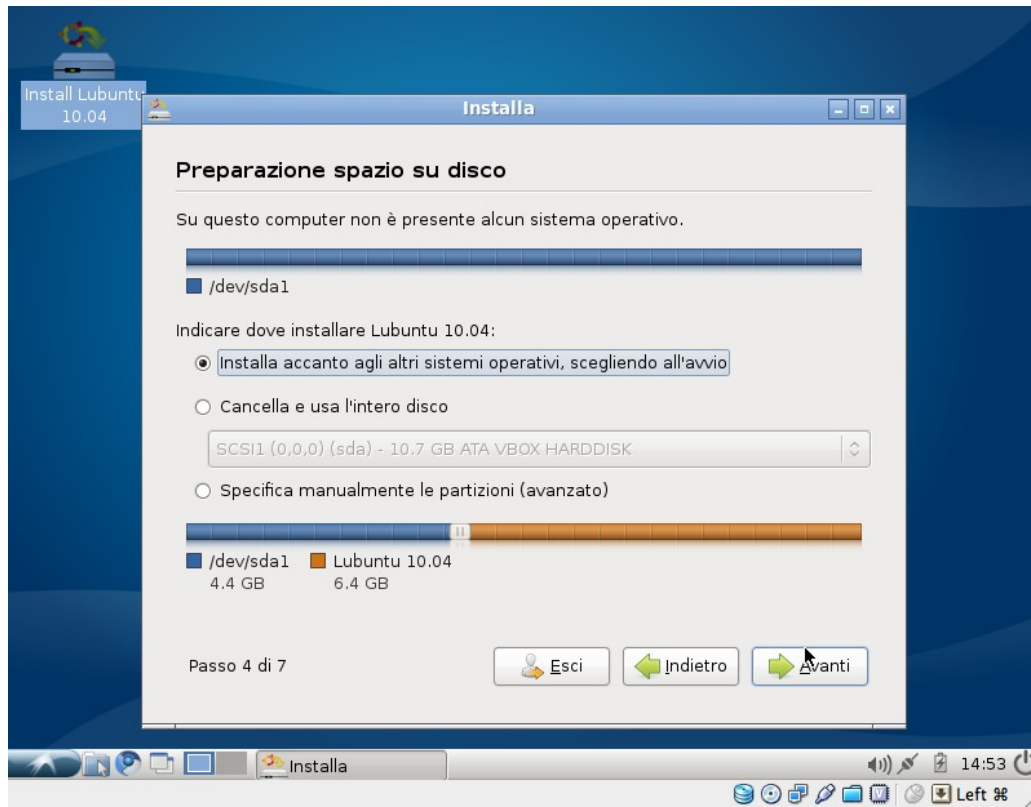 Install Lubuntu
10.04
Installa
Preparazione spazio su disco
Su questo computer non è presente alcun sistema operativo.
/dev/sda1
Indicare dove installare Lubuntu 10.04:
Installa accanto agli altri sistemi operativi, scegliendo all'avvio
Cancella e usa l'intero disco
SCSI1 (0,0,0) (sda) - 10.7 GB ATA VBOX HARDDISK
Specifica manualmente le partizioni (avanzato)
/dev/sda1 Lubuntu 10.04
4.4 GB 6.4 GB
Passo 4 di 7 Esci Indietro Avanti
Installa 14:53
Left ⌘